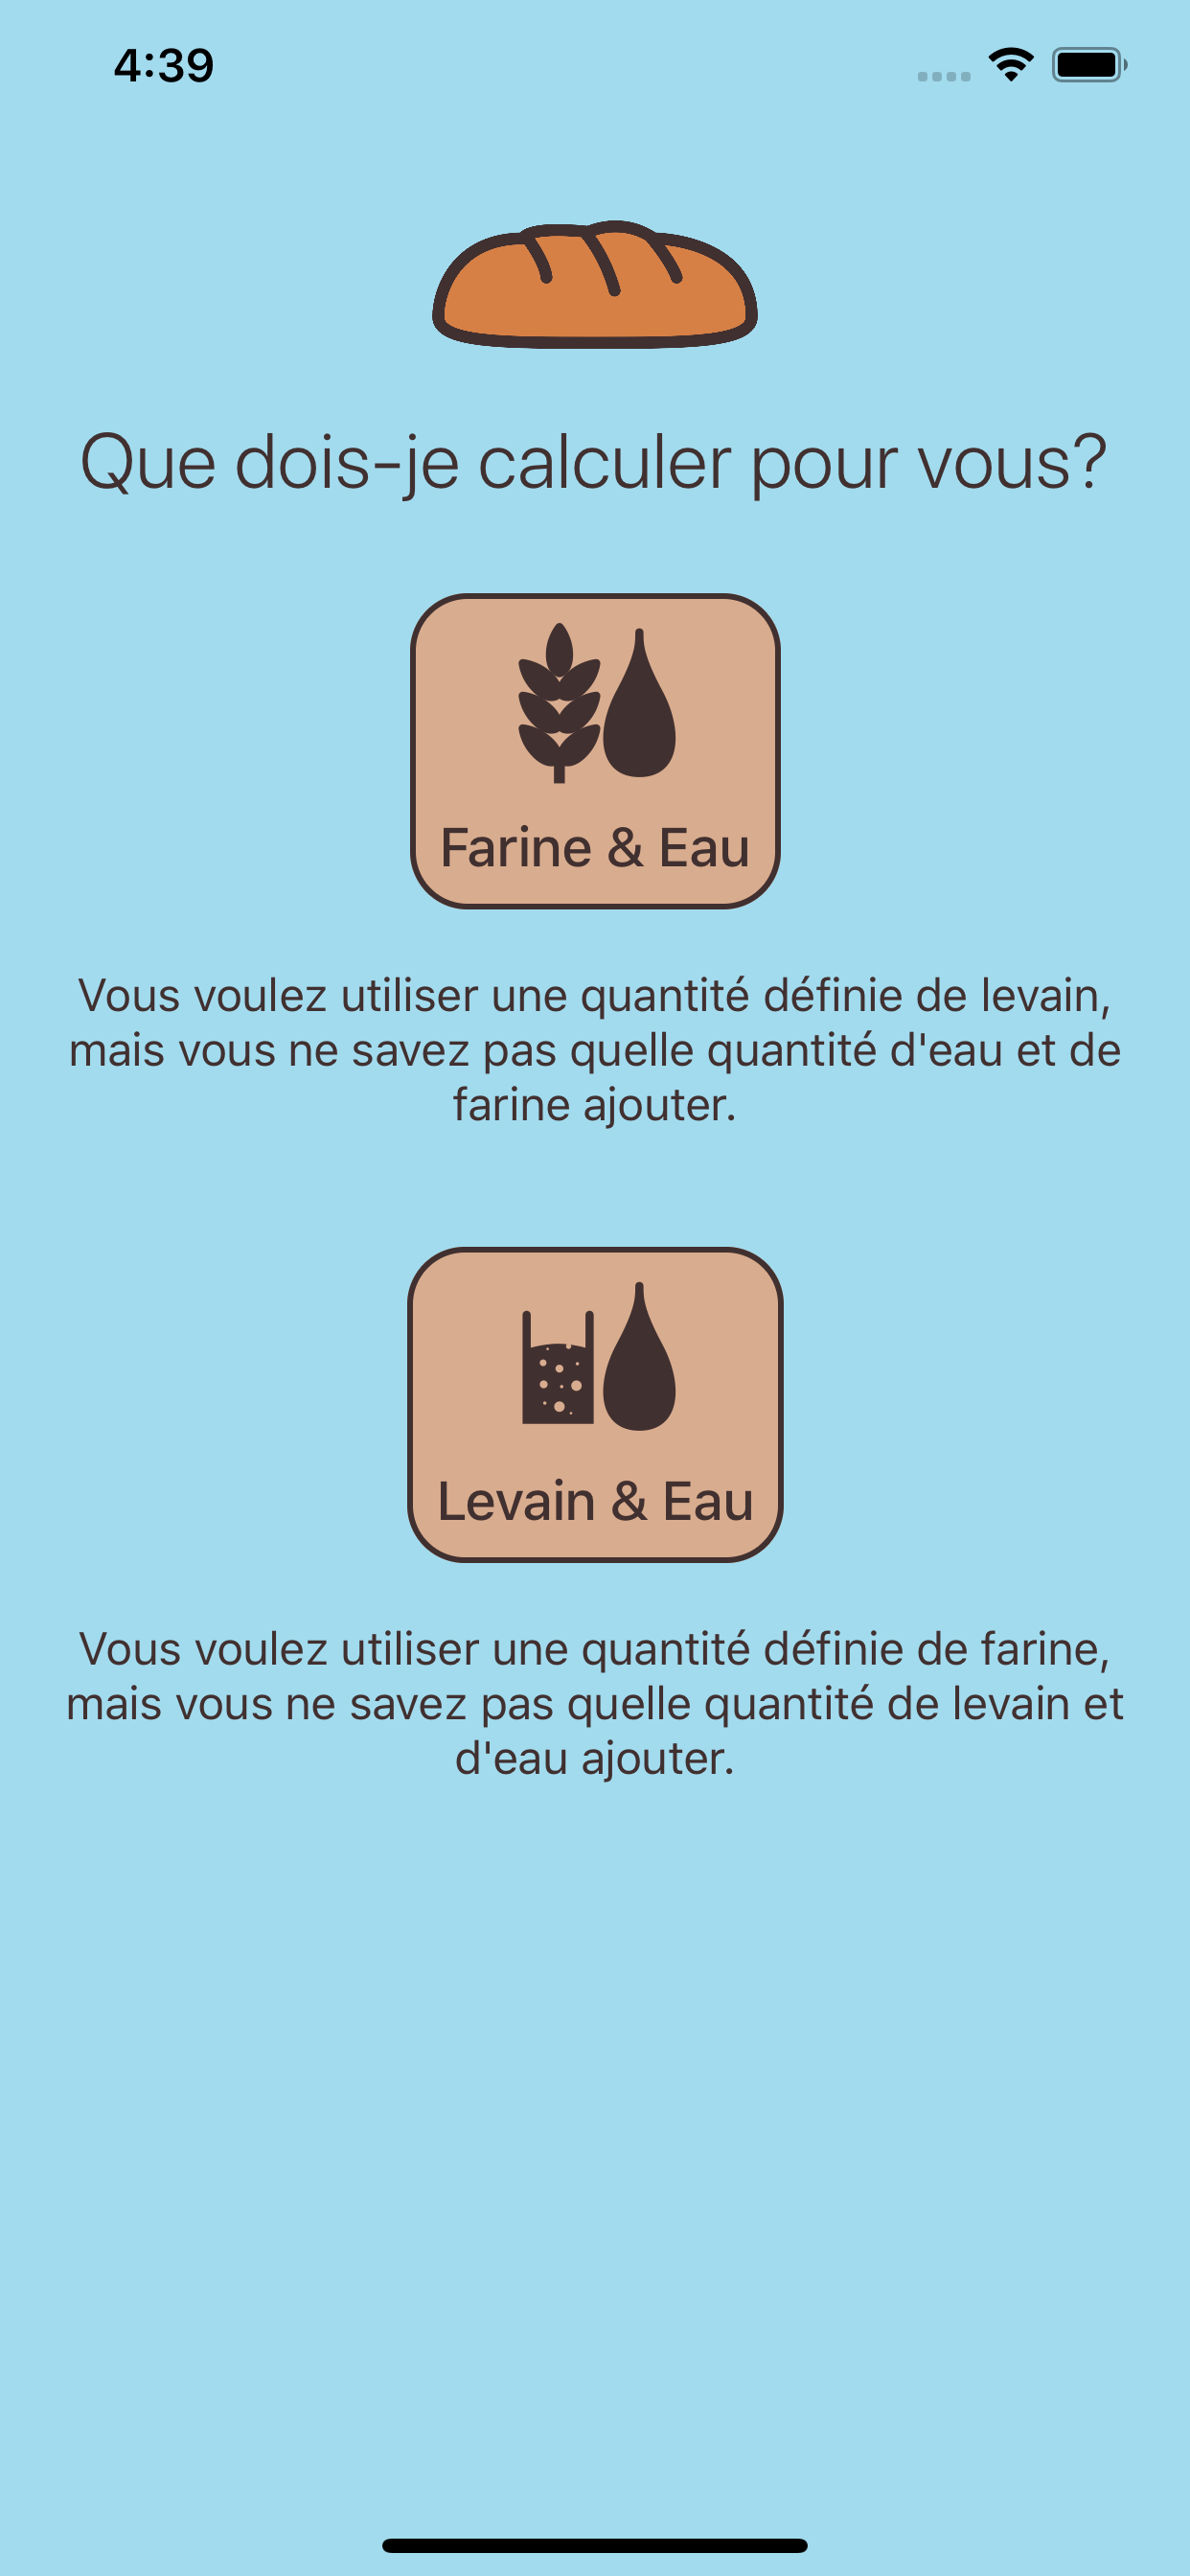 4:39
Que dois-je calculer pour vous?
Farine & Eau
Vous voulez utiliser une quantité définie de levain,
mais vous ne savez pas quelle quantité d'eau et de
farine ajouter.
Levain & Eau
Vous voulez utiliser une quantité définie de farine,
mais vous ne savez pas quelle quantité de levain et
d'eau ajouter.